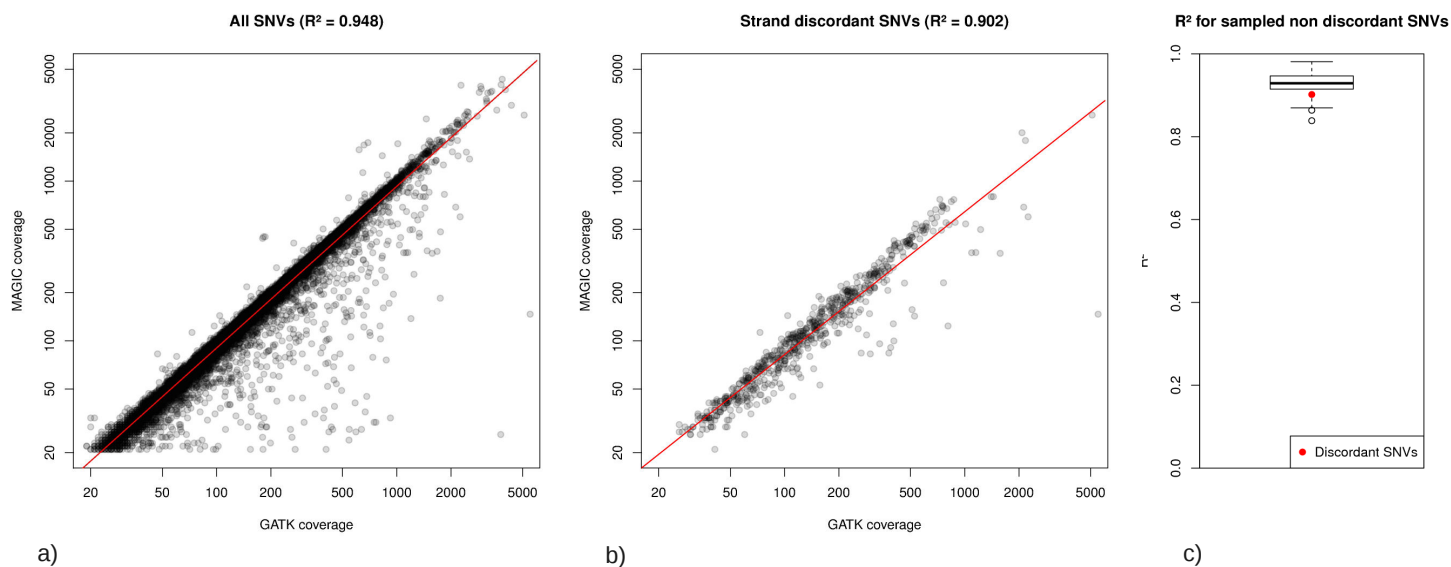 All SNVs (R² = 0.948)
5000
2000
1000
500
200
100
50
20
MAGIC coverage
20 50 100 200 500 1000 2000 5000
GATK coverage
a)
Strand discordant SNVs (R² = 0.902)
5000
2000
1000
500
200
100
50
20
MAGIC coverage
20 50 100 200 500 1000 2000 5000
GATK coverage
b)
R² for sampled non discordant SNVs
1.0
0.8
0.6
0.4
0.2
0.0
Discordant SNVs
c)